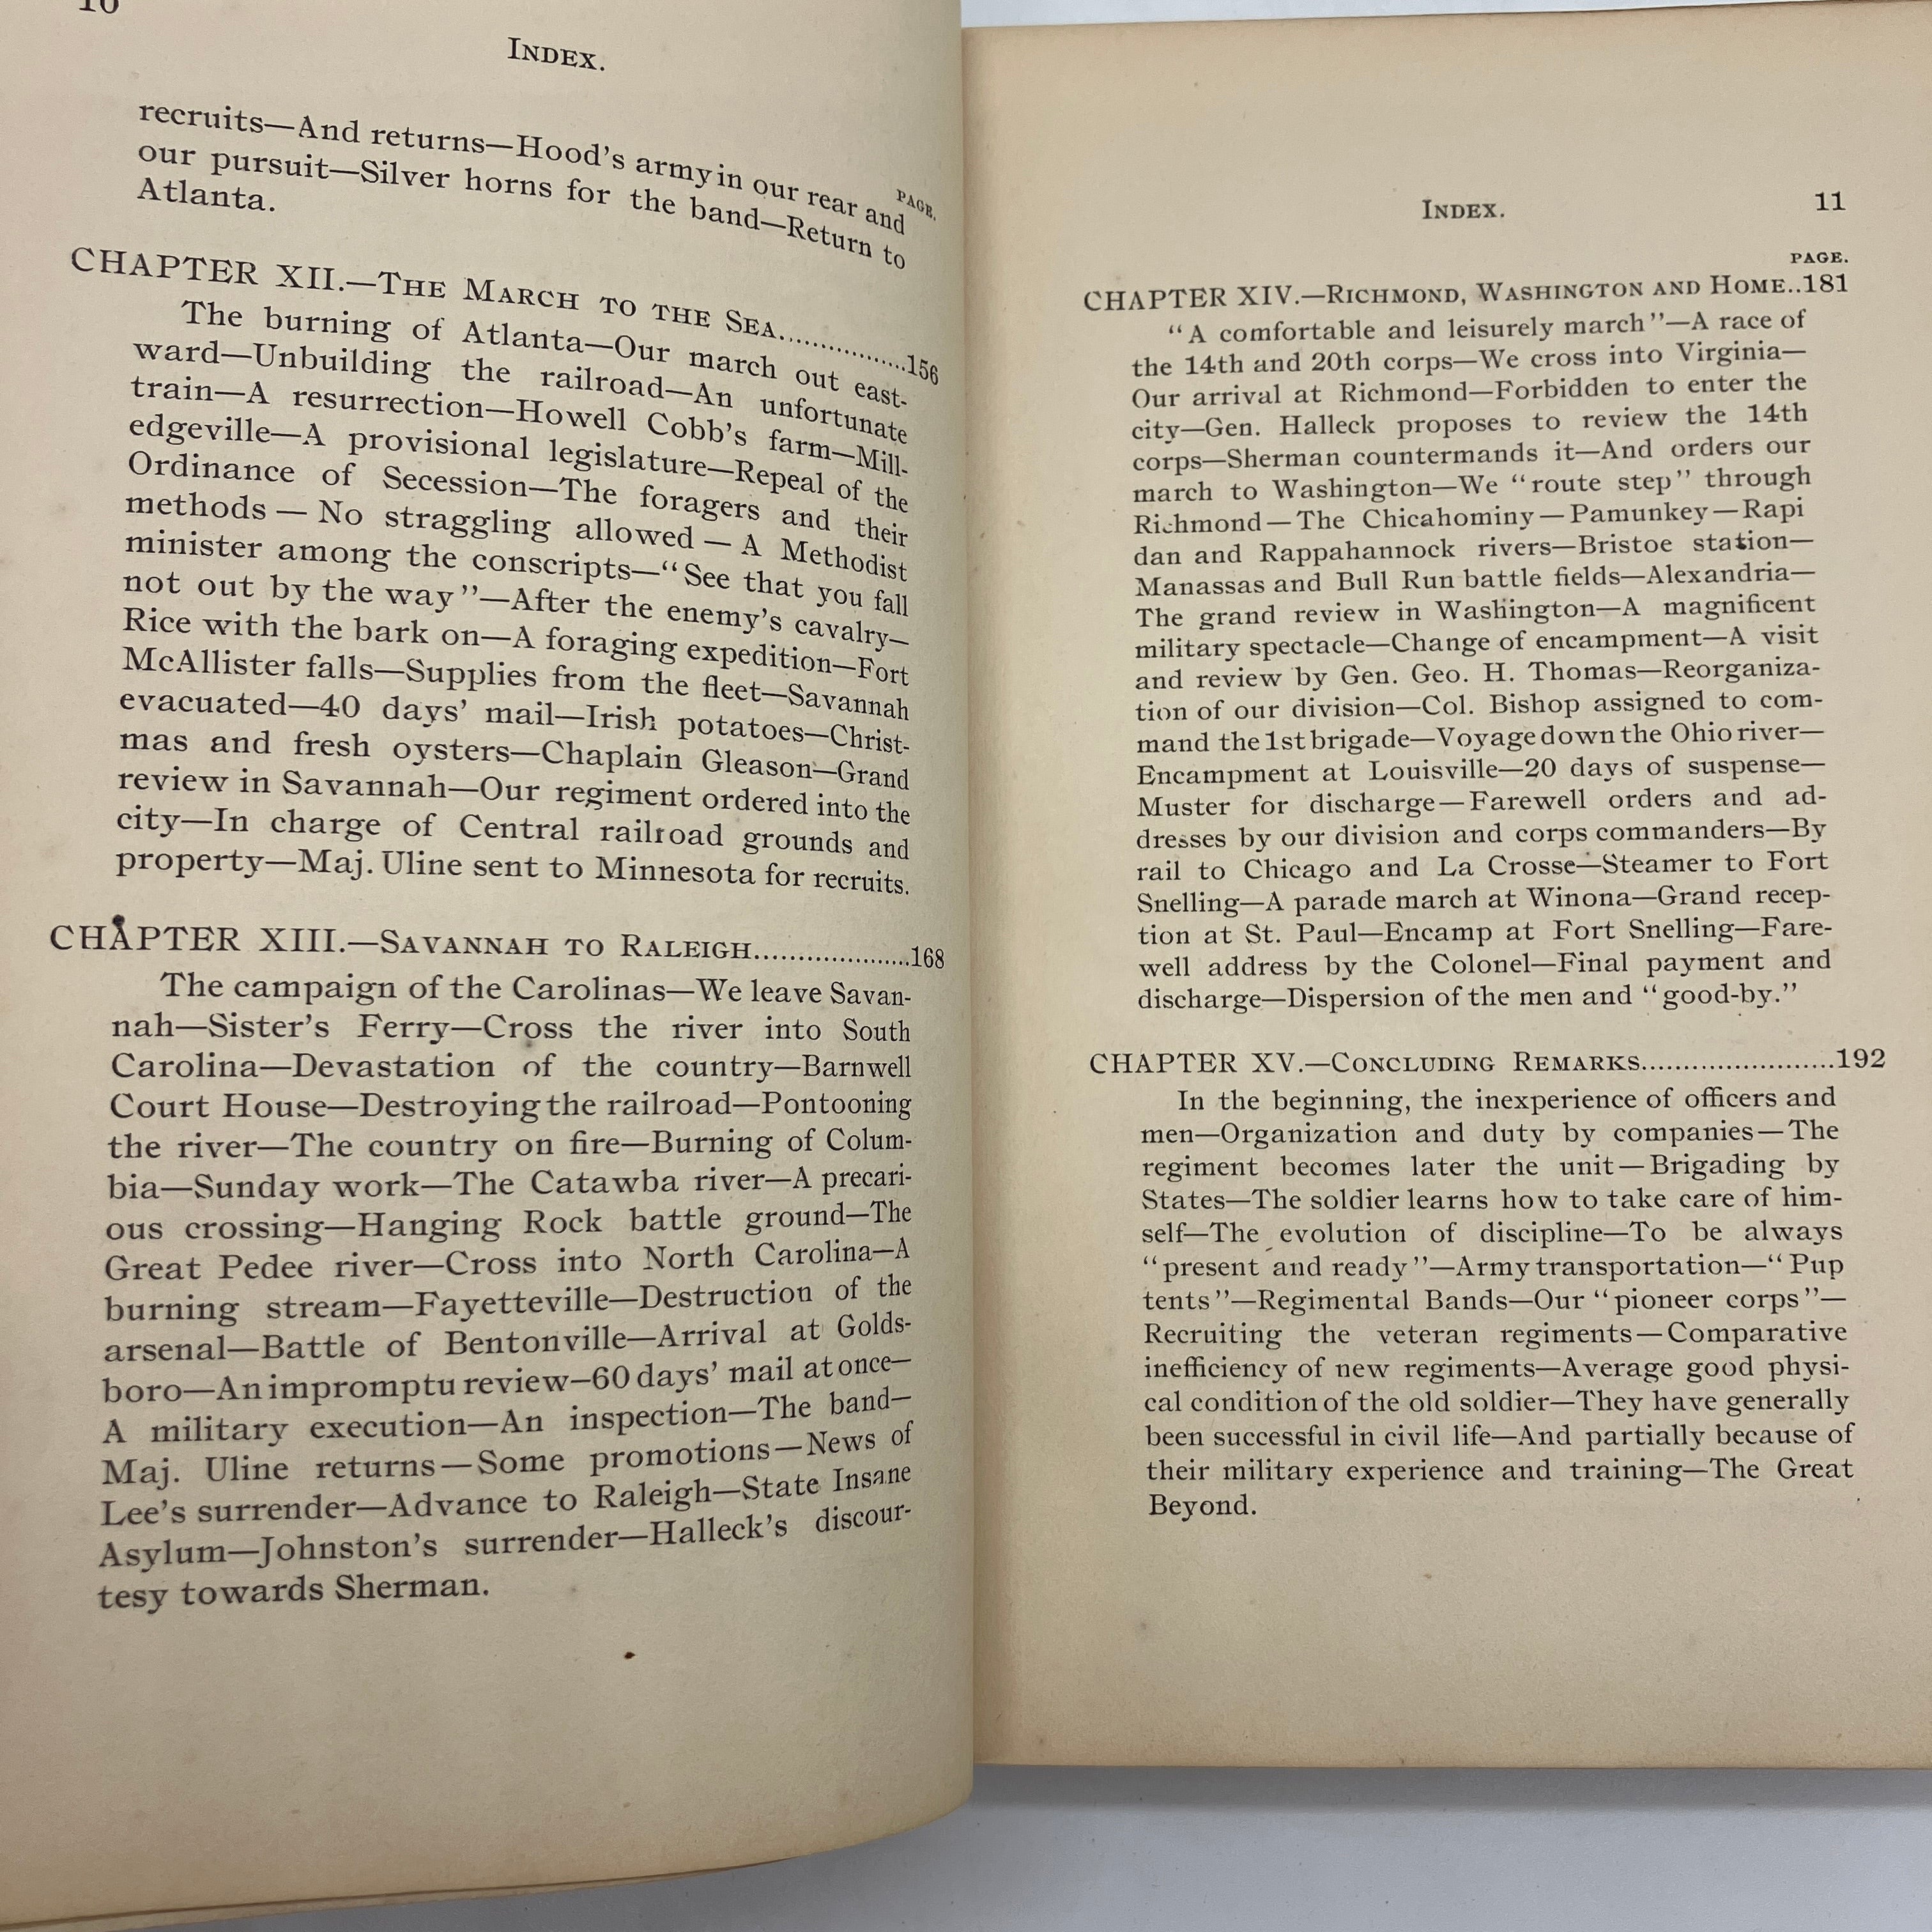 10
INDEX.
PAGE.
recruits—And returns—Hood's army in our rear and
our pursuit—Silver horns for the band—Return to
Atlanta.
CHAPTER XII.—THE MARCH TO THE SEA................156
The burning of Atlanta—Our march out east-
ward—Unbuilding the railroad—An unfortunate
train—A resurrection—Howell Cobb's farm—Mill-
edgeville—A provisional legislature—Repeal of the
Ordinance of Secession—The foragers and their
methods — No straggling allowed — A Methodist
minister among the conscripts—“See that you fall
not out by the way”—After the enemy's cavalry—
Rice with the bark on—A foraging expedition—Fort
McAllister falls—Supplies from the fleet—Savannah
evacuated—40 days' mail—Irish potatoes—Christ-
mas and fresh oysters—Chaplain Gleason—Grand
review in Savannah—Our regiment ordered into the
city—In charge of Central railroad grounds and
property—Maj. Uline sent to Minnesota for recruits.
CHAPTER XIII.—SAVANNAH TO RALEIGH.....................168
The campaign of the Carolinas—We leave Savan-
nah—Sister's Ferry—Cross the river into South
Carolina—Devastation of the country—Barnwell
Court House—Destroying the railroad—Pontooning
the river—The country on fire—Burning of Colum-
bia—Sunday work—The Catawba river—A precari-
ous crossing—Hanging Rock battle ground—The
Great Pedee river—Cross into North Carolina—A
burning stream—Fayetteville—Destruction of the
arsenal—Battle of Bentonville—Arrival at Golds-
boro—An impromptu review—60 days' mail at once—
A military execution—An inspection—The band—
Maj. Uline returns—Some promotions—News of
Lee's surrender—Advance to Raleigh—State Insane
Asylum—Johnston's surrender—Halleck's discour-
tesy towards Sherman.
INDEX. 11
PAGE.
CHAPTER XIV.—RICHMOND, WASHINGTON AND HOME..181
“A comfortable and leisurely march”—A race of
the 14th and 20th corps—We cross into Virginia—
Our arrival at Richmond—Forbidden to enter the
city—Gen. Halleck proposes to review the 14th
corps—Sherman countermands it—And orders our
march to Washington—We “route step” through
Richmond—The Chicahominy—Pamunkey—Rapi
dan and Rappahannock rivers—Bristoe station—
Manassas and Bull Run battle fields—Alexandria—
The grand review in Washington—A magnificent
military spectacle—Change of encampment—A visit
and review by Gen. Geo. H. Thomas—Reorganiza-
tion of our division—Col. Bishop assigned to com-
mand the 1st brigade—Voyage down the Ohio river—
Encampment at Louisville—20 days of suspense—
Muster for discharge—Farewell orders and ad-
dresses by our division and corps commanders—By
rail to Chicago and La Crosse—Steamer to Fort
Snelling—A parade march at Winona—Grand recep-
tion at St. Paul—Encamp at Fort Snelling—Fare-
well address by the Colonel—Final payment and
discharge—Dispersion of the men and “good-by.”
CHAPTER XV.—CONCLUDING REMARKS........................192
In the beginning, the inexperience of officers and
men—Organization and duty by companies—The
regiment becomes later the unit—Brigading by
States—The soldier learns how to take care of him-
self—The evolution of discipline—To be always
“present and ready”—Army transportation—“Pup
tents”—Regimental Bands—Our “pioneer corps”—
Recruiting the veteran regiments—Comparative
inefficiency of new regiments—Average good physi-
cal condition of the old soldier—They have generally
been successful in civil life—And partially because of
their military experience and training—The Great
Beyond.